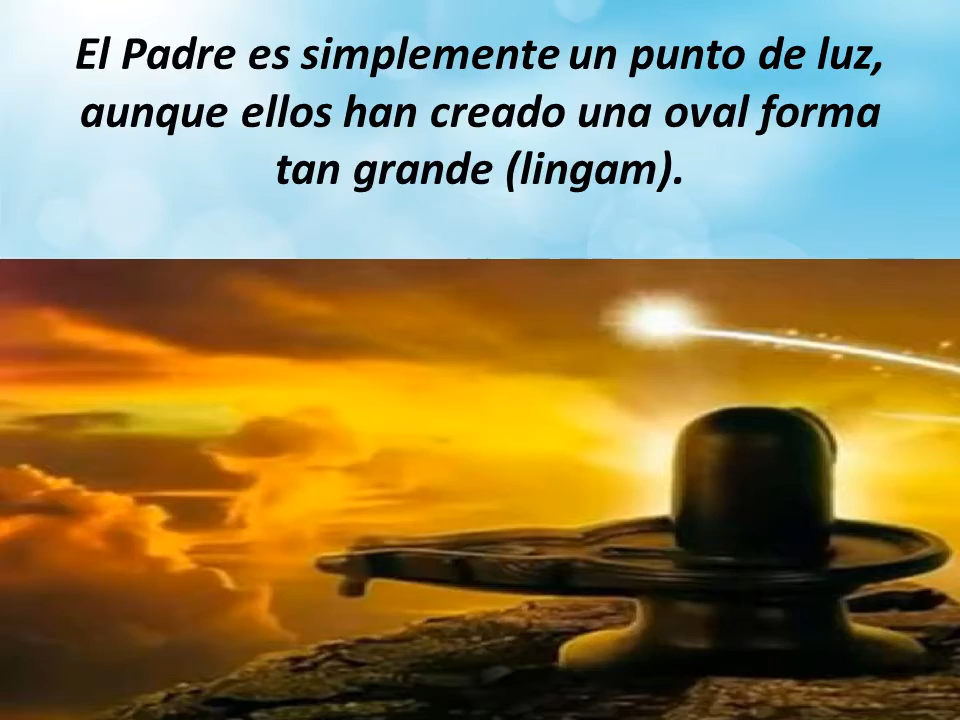 El Padre es simplemente un punto de luz,
aunque ellos han creado una oval forma
tan grande (lingam).